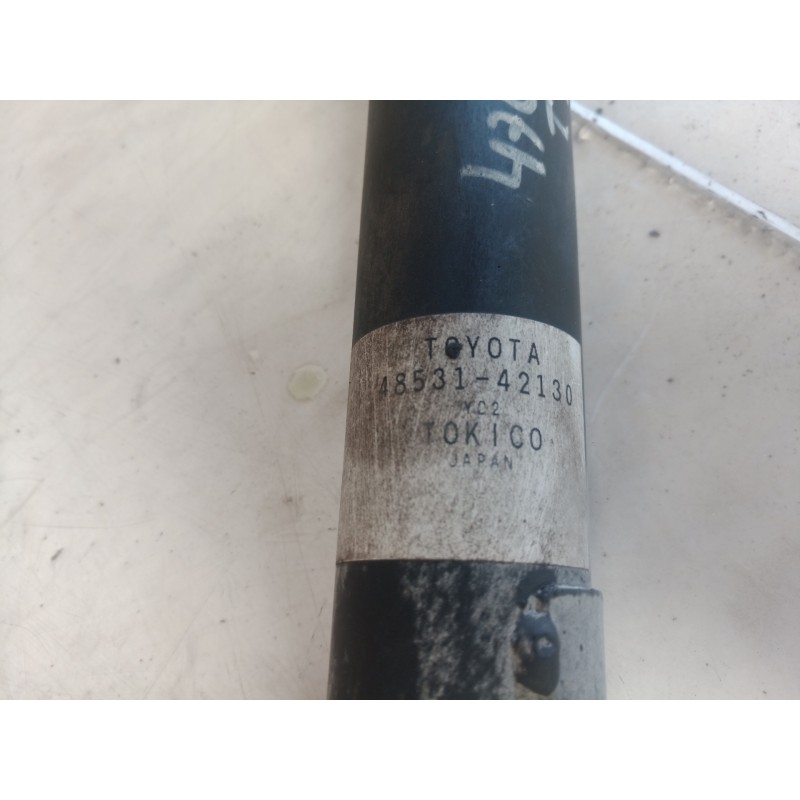 TOYOTA
48531-42130
YC2
TOKICO
JAPAN